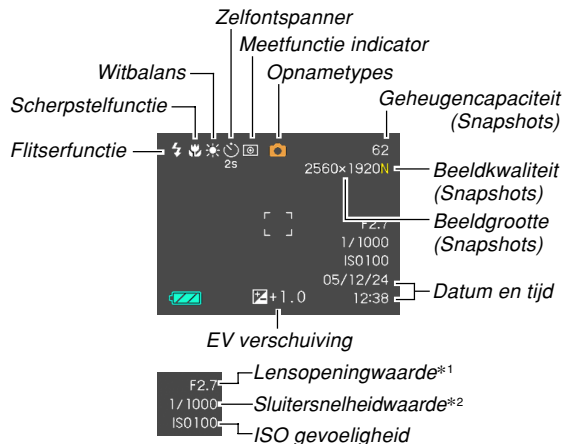 Zelfontspanner
Meetfunctie indicator
Witbalans
Opnametypes
Scherpstelfunctie
Geheugencapaciteit
(Snapshots)
Flitserfunctie
2s
62
2560×1920N
Beeldkwaliteit
(Snapshots)
Beeldgrootte
(Snapshots)
F2.7
1/1000
ISO100
05/12/24
12:38
Datum en tijd
+1.0
EV verschuiving
F2.7
Lensopeningwaarde*1
1/1000
Sluitersnelheidwaarde*2
ISO100
ISO gevoeligheid